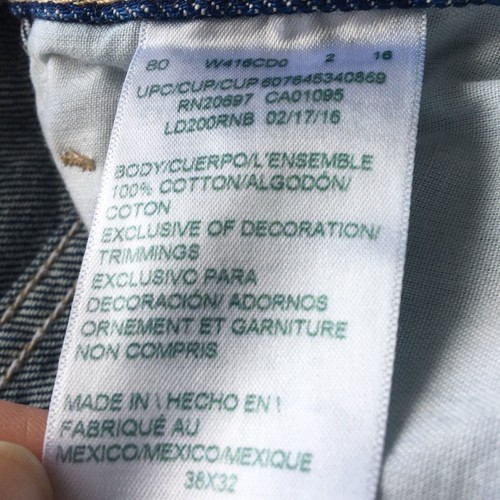 80 W416CD0 2 16
UPC/CUP/CUP 607645340869
RN20697 CA01095
LD200RNB 02/17/16
BODY/CUERPO/L'ENSEMBLE
100% COTTON/ALGODÓN/
COTON
EXCLUSIVE OF DECORATION/
TRIMMINGS
EXCLUSIVO PARA
DECORACIÓN/ ADORNOS
ORNEMENT ET GARNITURE
NON COMPRIS
MADE IN \ HECHO EN \
FABRIQUÉ AU
MEXICO/MEXICO/MEXIQUE
38X32